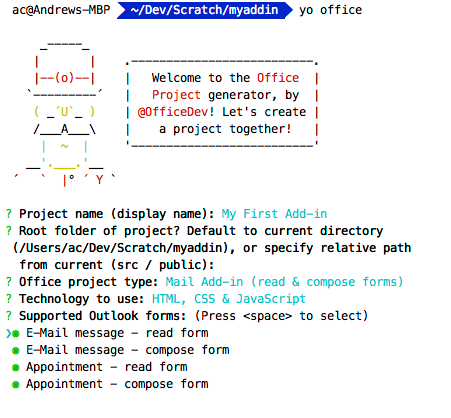 ac@Andrews-MBP ~/Dev/Scratch/myaddin yo office
Welcome to the Office
Project generator, by
@OfficeDev! Let's create
a project together!
? Project name (display name): My First Add-in
? Root folder of project? Default to current directory
(/Users/ac/Dev/Scratch/myaddin), or specify relative path
from current (src / public):
? Office project type: Mail Add-in (read & compose forms)
? Technology to use: HTML, CSS & JavaScript
? Supported Outlook forms: (Press <space> to select)
❯◉ E-Mail message - read form
◉ E-Mail message - compose form
◉ Appointment - read form
◉ Appointment - compose form